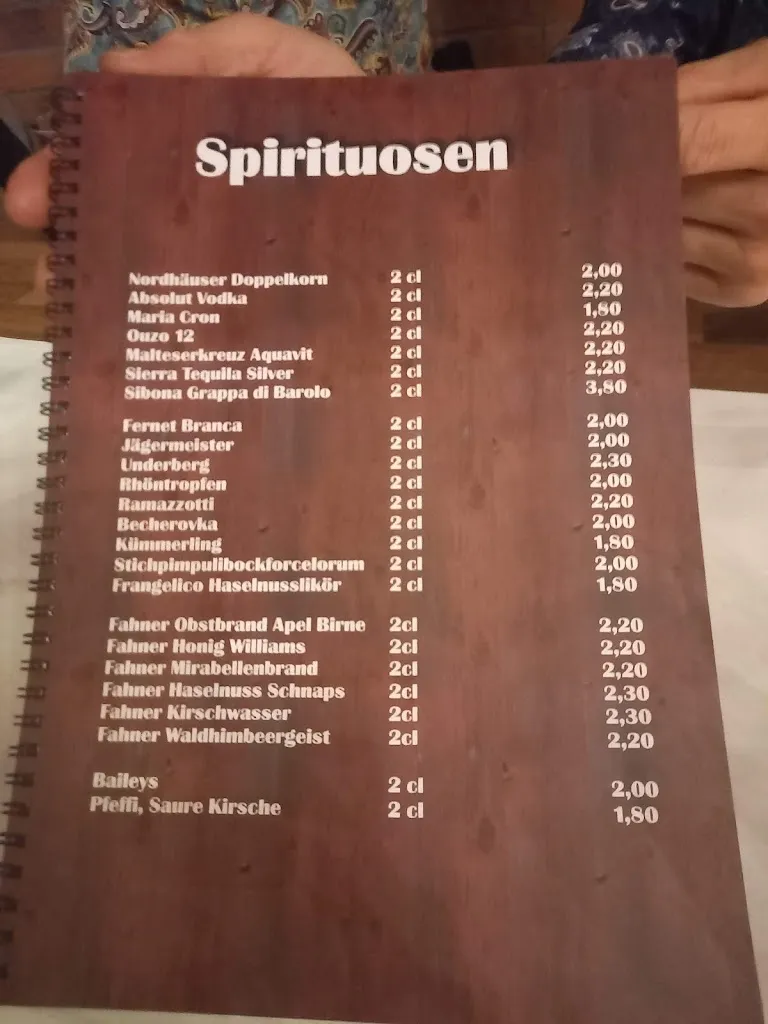 Spirituosen
Nordhäuser Doppelkorn 2 cl 2,00
Absolut Vodka 2 cl 2,20
Maria Cron 2 cl 1,80
Ouzo 12 2 cl 2,20
Malteserkreuz Aquavit 2 cl 2,20
Sierra Tequila Silver 2 cl 2,20
Sibona Grappa di Barolo 2 cl 3,80
Fernet Branca 2 cl 2,00
Jägermeister 2 cl 2,00
Underberg 2 cl 2,30
Rhöntropfen 2 cl 2,00
Ramazzotti 2 cl 2,20
Becherovka 2 cl 2,00
Kümmerling 2 cl 1,80
Stichpimpulibockforcelorum 2 cl 2,00
Frangelico Haselnusslikör 2 cl 1,80
Fahner Obstbrand Apel Birne 2cl 2,20
Fahner Honig Williams 2cl 2,20
Fahner Mirabellenbrand 2cl 2,20
Fahner Haselnuss Schnaps 2cl 2,30
Fahner Kirschwasser 2cl 2,30
Fahner Waldhimbeergeist 2cl 2,20
Baileys 2 cl 2,00
Pfeffi, Saure Kirsche 2 cl 1,80